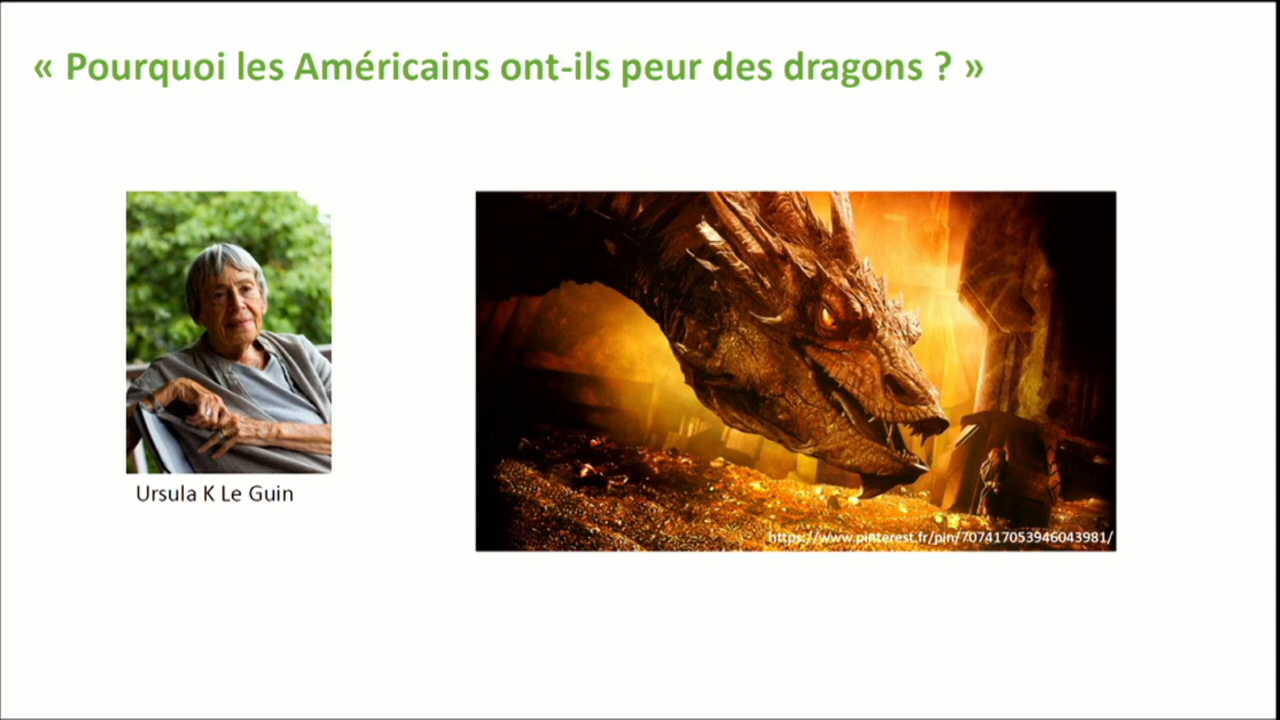 « Pourquoi les Américains ont-ils peur des dragons ? »
Ursula K Le Guin
https://www.pinterest.fr/pin/707417053946043981/